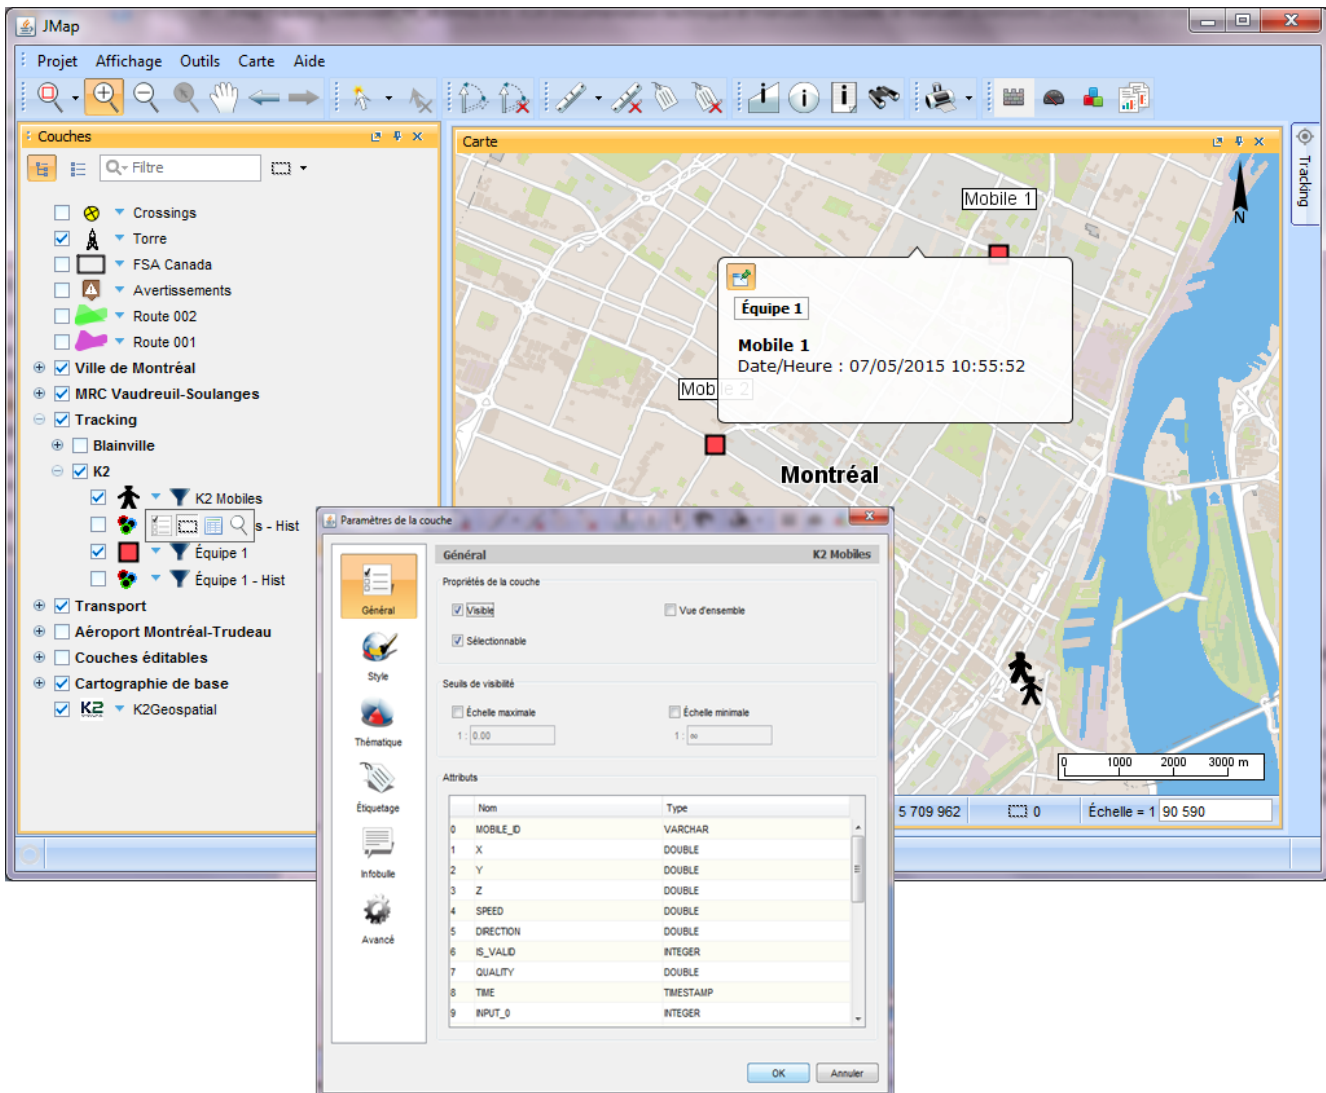 JMap
Projet Affichage Outils Carte Aide
Couches
Filtre
Crossings
Torre
FSA Canada
Avertissements
Route 002
Route 001
Ville de Montréal
MRC Vaudreuil-Soulanges
Tracking
Blainville
K2
K2 Mobiles
s - Hist
Équipe 1
Équipe 1 - Hist
Transport
Aéroport Montréal-Trudeau
Couches éditables
Cartographie de base
K2 K2Geospatial
Carte
Mobile 1
N
Équipe 1
Mobile 1
Date/Heure : 07/05/2015 10:55:52
Mobile 2
Montréal
0 1000 2000 3000 m
5 709 962 0 Échelle = 1 90 590
Tracking
Paramètres de la couche
Général
Style
Thématique
Étiquetage
Infobulle
Avancé
Général K2 Mobiles
Propriétés de la couche
Visible Vue d'ensemble
Sélectionnable
Seuils de visibilité
Échelle maximale Échelle minimale
1 : 0.00 1 : ∞
Attributs
Nom Type
0 MOBILE_ID VARCHAR
1 X DOUBLE
2 Y DOUBLE
3 Z DOUBLE
4 SPEED DOUBLE
5 DIRECTION DOUBLE
6 IS_VALID INTEGER
7 QUALITY DOUBLE
8 TIME TIMESTAMP
9 INPUT_0 INTEGER
OK Annuler